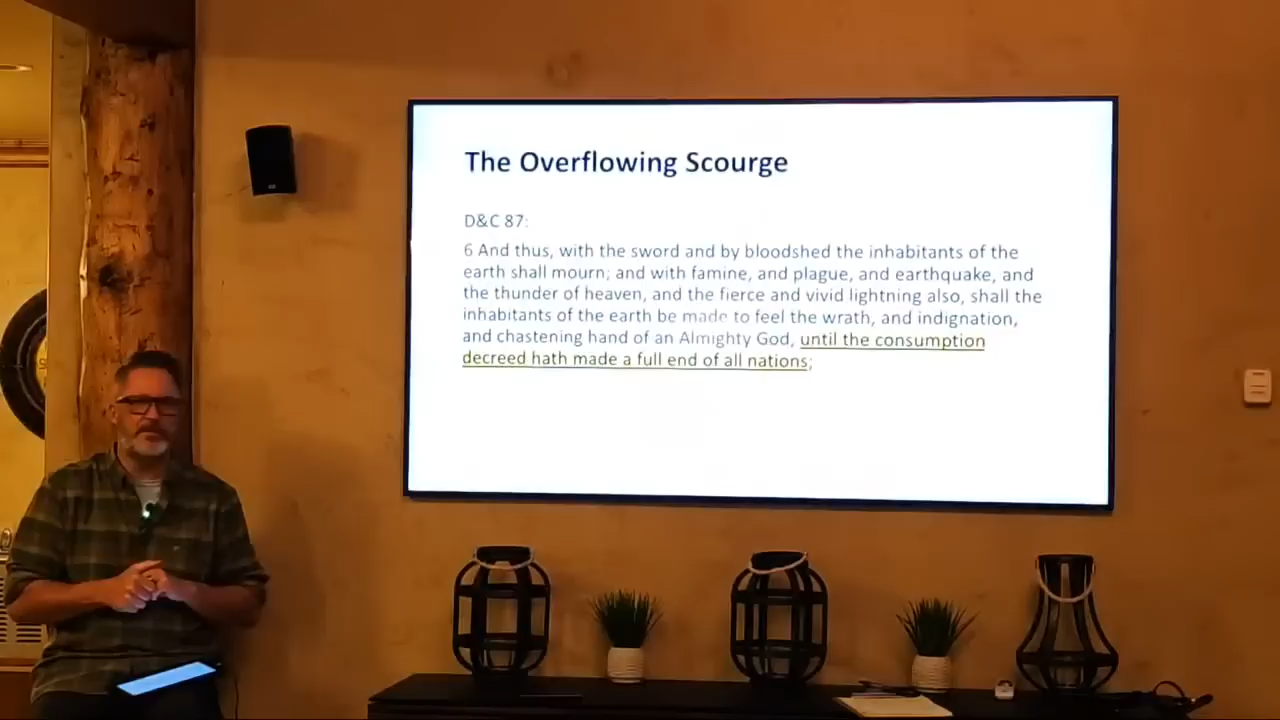 The Overflowing Scourge
D&C 87:
6 And thus, with the sword and by bloodshed the inhabitants of the
earth shall mourn; and with famine, and plague, and earthquake, and
the thunder of heaven, and the fierce and vivid lightning also, shall the
inhabitants of the earth be made to feel the wrath, and indignation,
and chastening hand of an Almighty God, until the consumption
decreed hath made a full end of all nations;